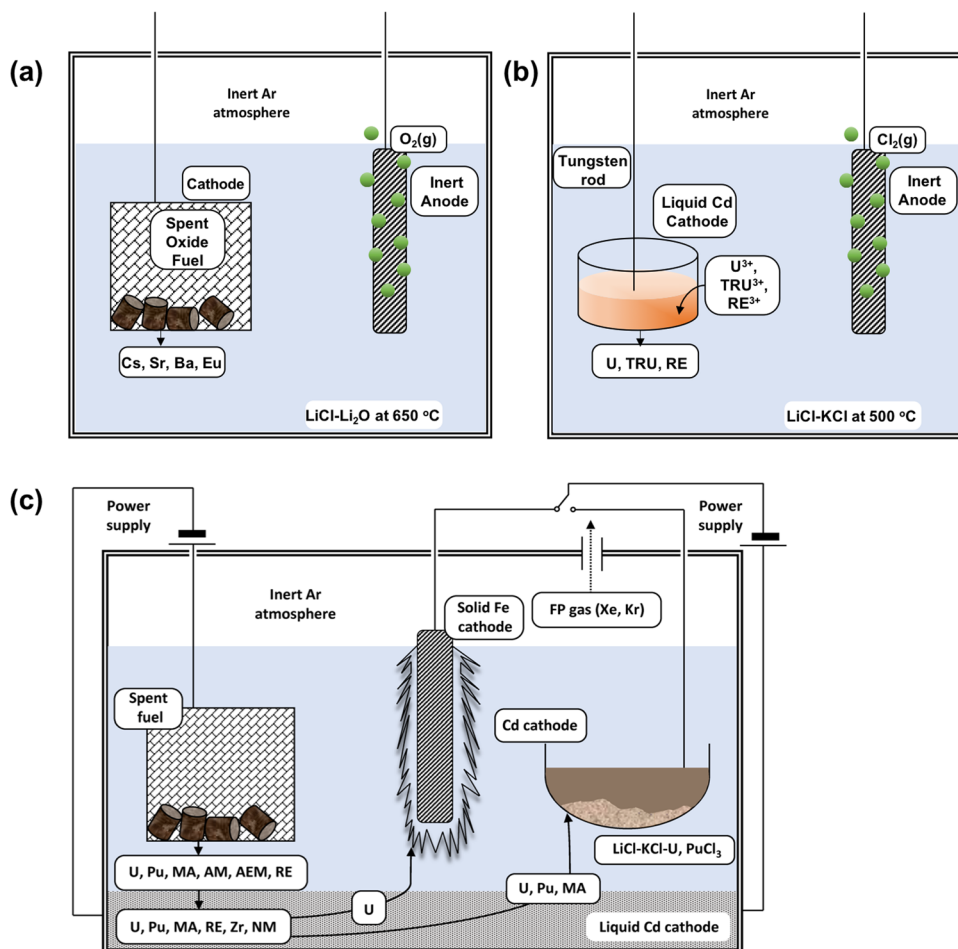 (a)
Inert Ar
atmosphere
O₂(g)
Cathode
Inert
Anode
Spent
Oxide
Fuel
Cs, Sr, Ba, Eu
LiCl-Li₂O at 650 °C
(b)
Inert Ar
atmosphere
Cl₂(g)
Tungsten
rod
Inert
Anode
Liquid Cd
Cathode
U³⁺,
TRU³⁺,
RE³⁺
U, TRU, RE
LiCl-KCl at 500 °C
(c)
Power
supply
Power
supply
Inert Ar
atmosphere
FP gas (Xe, Kr)
Solid Fe
cathode
Spent
fuel
Cd cathode
LiCl-KCl-U, PuCl₃
U, Pu, MA, AM, AEM, RE
U, Pu, MA
U
U, Pu, MA, RE, Zr, NM
Liquid Cd cathode